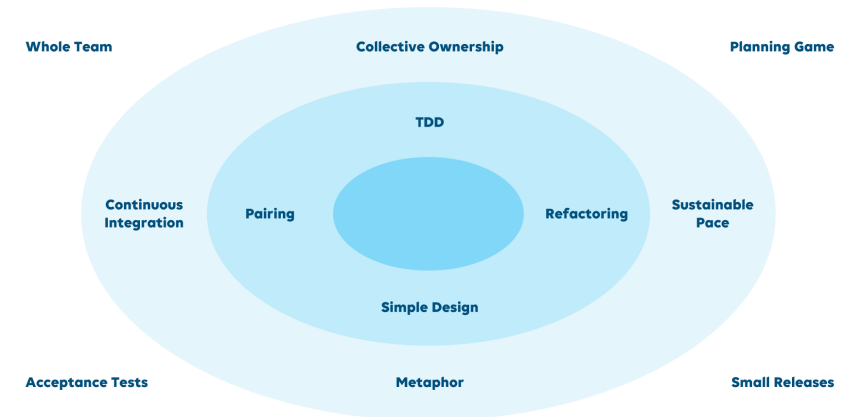 Whole Team
Collective Ownership
Planning Game
TDD
Continuous
Integration
Pairing
Refactoring
Sustainable
Pace
Simple Design
Acceptance Tests
Metaphor
Small Releases